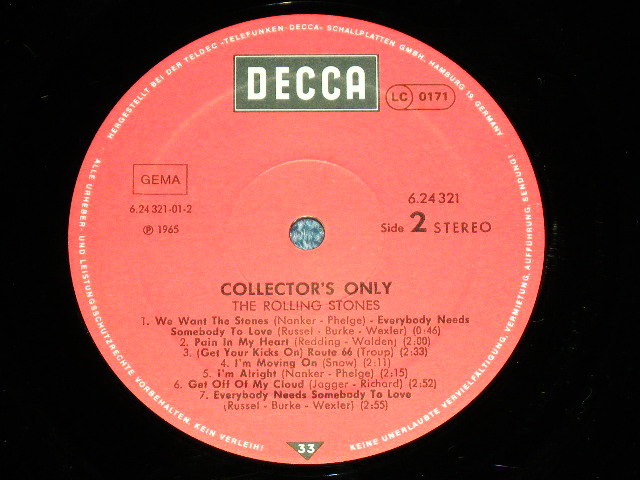 HERGESTELLT BEI DER TELDEC »TELEFUNKEN-DECCA« SCHALLPLATTEN GMBH, HAMBURG 19, GERMANY
DECCA
LC 0171
GEMA
6.24 321-01-2
℗ 1965
6.24 321
Side 2 STEREO
COLLECTOR'S ONLY
THE ROLLING STONES
1. We Want The Stones (Nanker - Phelge) - Everybody Needs
Somebody To Love (Russel - Burke - Wexler) (0:46)
2. Pain In My Heart (Redding - Walden) (2:00)
3. (Get Your Kicks On) Route 66 (Troup) (2:33)
4. I'm Moving On (Snow) (2:11)
5. i'm Alright (Nanker - Phelge) (2:15)
6. Get Off Of My Cloud (Jagger - Richard) (2:52)
7. Everybody Needs Somebody To Love
(Russel - Burke - Wexler) (2:55)
ALLE URHEBER- UND LEISTUNGSSCHUTZRECHTE VORBEHALTEN. KEIN VERLEIH!
33
KEINE UNERLAUBTE VERVIELFÄLTIGUNG, VERMIETUNG, AUFFÜHRUNG, SENDUNG!